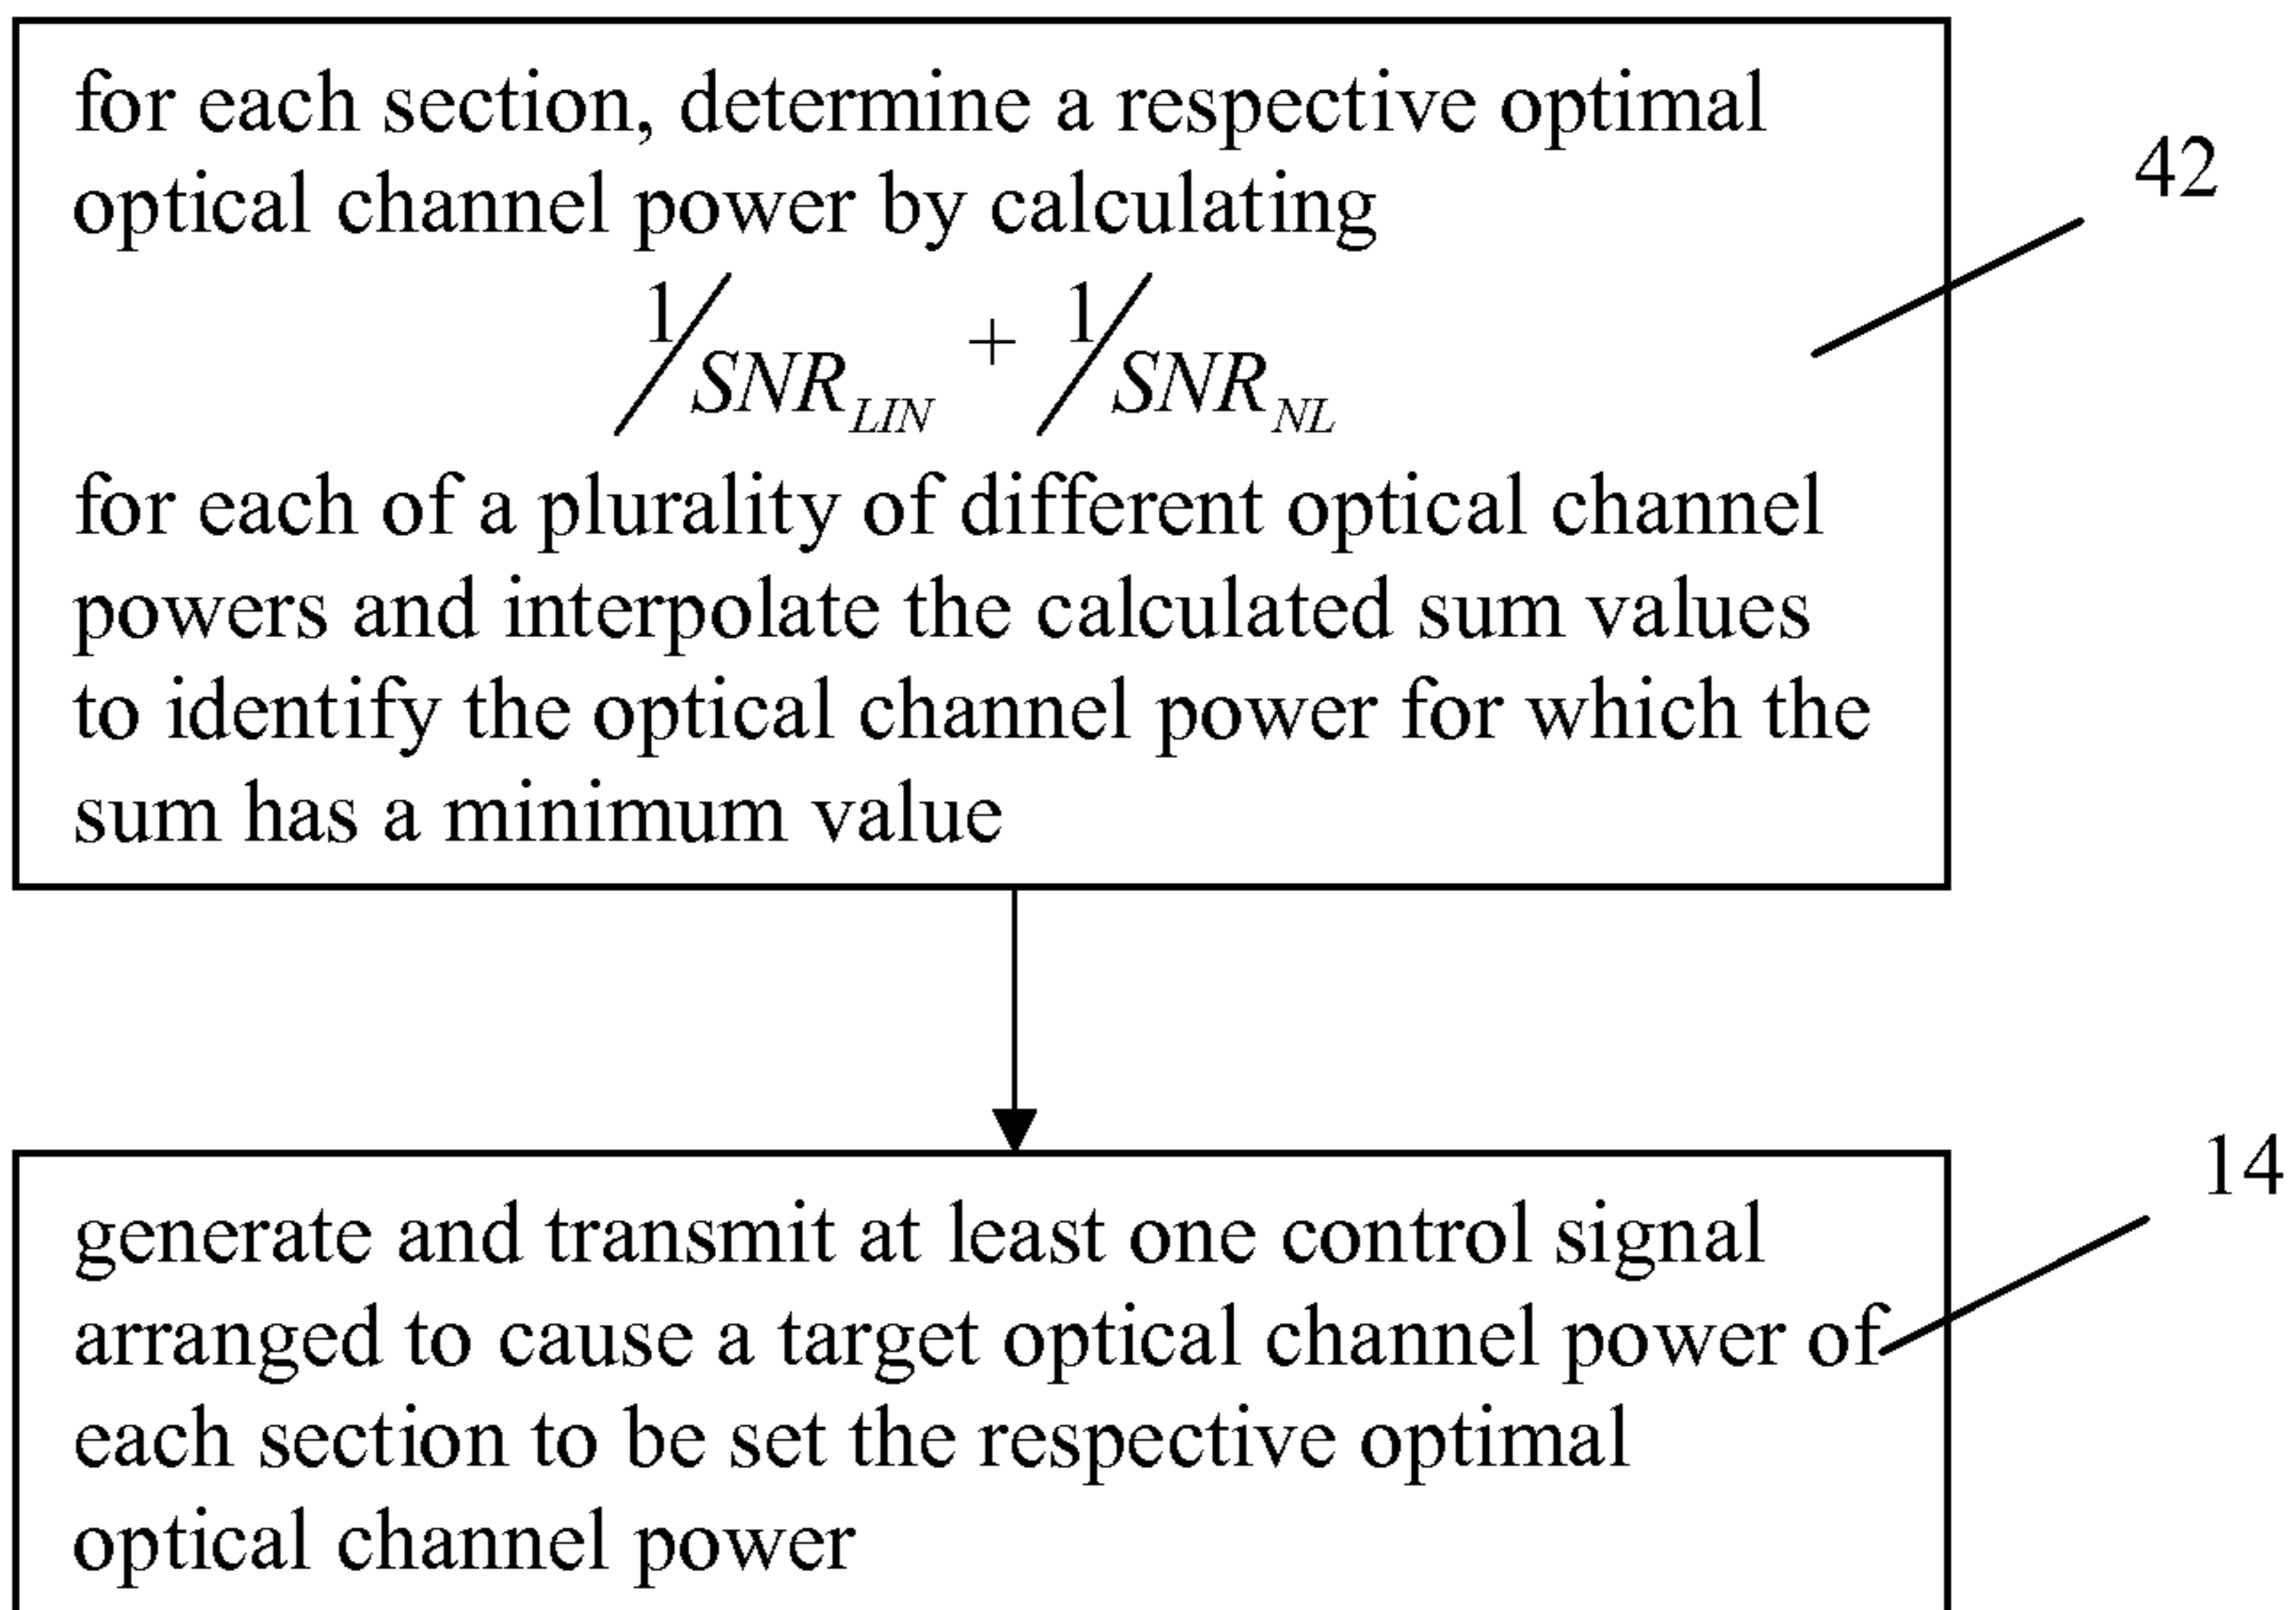 for each section, determine a respective optimal
optical channel power by calculating
1/SNR_LIN + 1/SNR_NL
for each of a plurality of different optical channel
powers and interpolate the calculated sum values
to identify the optical channel power for which the
sum has a minimum value
42
generate and transmit at least one control signal
arranged to cause a target optical channel power of
each section to be set the respective optimal
optical channel power
14